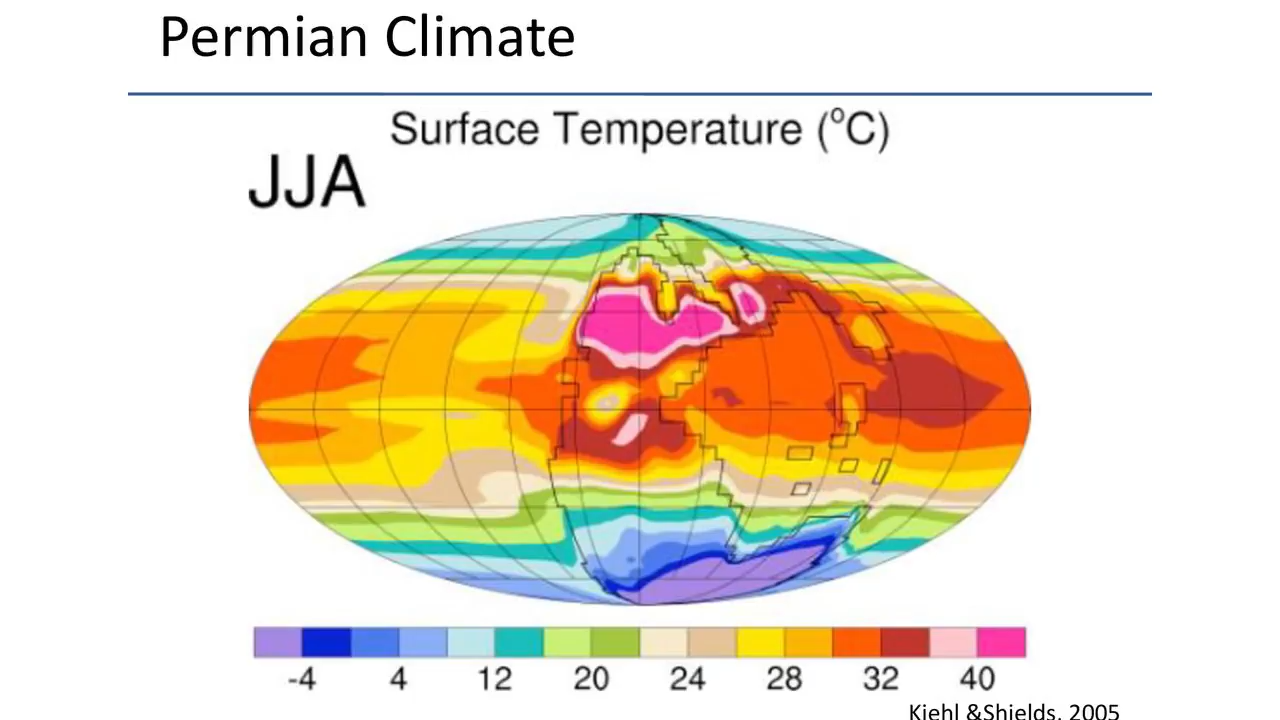 Permian Climate
Surface Temperature (°C)
JJA
-4 4 12 20 24 28 32 40
Kiehl &Shields, 2005